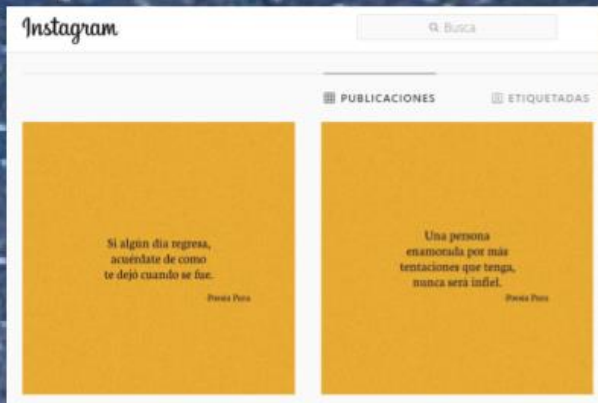 Instagram
Busca
PUBLICACIONES
ETIQUETADAS
Si algún día regresa,
acuérdate de como
te dejó cuando se fue.
-Poesía Pura
Una persona
enamorada por más
tentaciones que tenga,
nunca será infiel.
-Poesía Pura